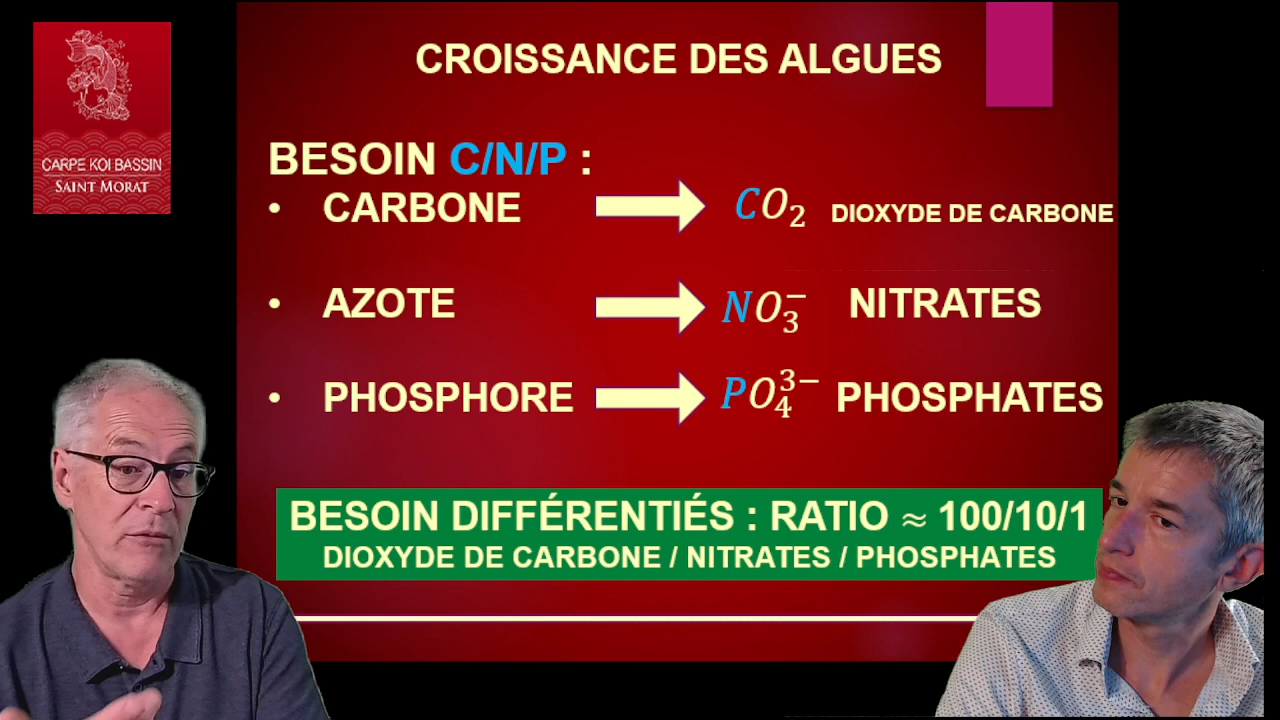 CARPE KOI BASSIN
SAINT MORAT
CROISSANCE DES ALGUES
BESOIN C/N/P :
• CARBONE CO₂ DIOXYDE DE CARBONE
• AZOTE NO₃⁻ NITRATES
• PHOSPHORE PO₄³⁻ PHOSPHATES
BESOIN DIFFÉRENTIÉS : RATIO ≈ 100/10/1
DIOXYDE DE CARBONE / NITRATES / PHOSPHATES